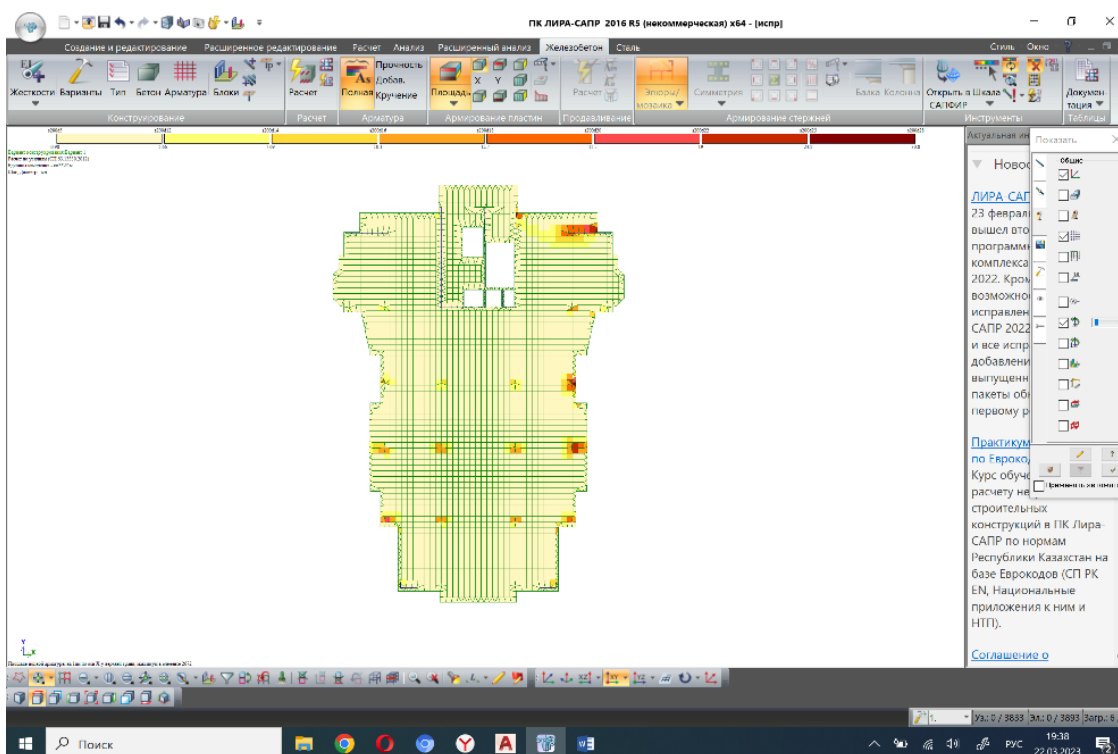 ПК ЛИРА-САПР 2016 R5 (некоммерческая) x64 - [испр]
Создание и редактирование Расширенное редактирование Расчет Анализ Расширенный анализ Железобетон Сталь Стиль Окно
Прочность
Добав.
Кручение
X Y
Жесткости Варианты Тип Бетон Арматура Блоки Расчет Полная Площадь Расчет Эпюры/ мозаика Симметрия Балка Колонна Открыть в САПФИР Шкала Докумен тация
Конструирование Расчет Арматура Армирование пластин Продавливание Армирование стержней Инструменты Таблицы
Актуальная ин
Показать
Общие
Новос
ЛИРА САП
23 феврал
вышел вто
программн
комплекса
2022. Кром
возможно
исправлен
САПР 2022
и все испр
добавлени
выпущенн
пакеты об
первому р
Практикум
по Еврокод
Курс обуче
расчету не
строительных
конструкций в ПК Лира-
САПР по нормам
Республики Казахстан на
базе Еврокодов (СП РК
EN, Национальные
приложения к ним и
НТП).
Соглашение о
Y
X
1. Уз.: 0 / 3833 Эл.: 0 / 3893 Загр.: 6
Поиск
РУС
19:38
22.03.2023